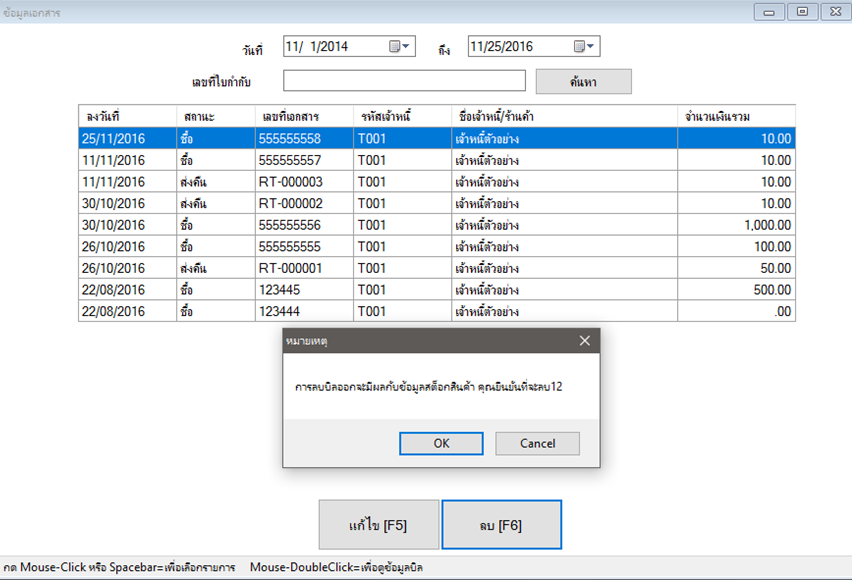 ข้อมูลเอกสาร
วันที่ 11/ 1/2014 ถึง 11/25/2016
เลขที่ใบกำกับ ค้นหา
ลงวันที่ สถานะ เลขที่เอกสาร รหัสเจ้าหนี้ ชื่อเจ้าหนี้/ร้านค้า จำนวนเงินรวม
25/11/2016 ซื้อ 555555558 T001 เจ้าหนี้ตัวอย่าง 10.00
11/11/2016 ซื้อ 555555557 T001 เจ้าหนี้ตัวอย่าง 10.00
11/11/2016 ส่งคืน RT-000003 T001 เจ้าหนี้ตัวอย่าง 10.00
30/10/2016 ส่งคืน RT-000002 T001 เจ้าหนี้ตัวอย่าง 10.00
30/10/2016 ซื้อ 555555556 T001 เจ้าหนี้ตัวอย่าง 1,000.00
26/10/2016 ซื้อ 555555555 T001 เจ้าหนี้ตัวอย่าง 100.00
26/10/2016 ส่งคืน RT-000001 T001 เจ้าหนี้ตัวอย่าง 50.00
22/08/2016 ซื้อ 123445 T001 เจ้าหนี้ตัวอย่าง 500.00
22/08/2016 ซื้อ 123444 T001 เจ้าหนี้ตัวอย่าง .00
หมายเหตุ
การลบบิลออกจะมีผลกับข้อมูลสต็อกสินค้า คุณยืนยันที่จะลบ12
OK Cancel
แก้ไข [F5] ลบ [F6]
กด Mouse-Click หรือ Spacebar=เพื่อเลือกรายการ Mouse-DoubleClick=เพื่อดูข้อมูลบิล